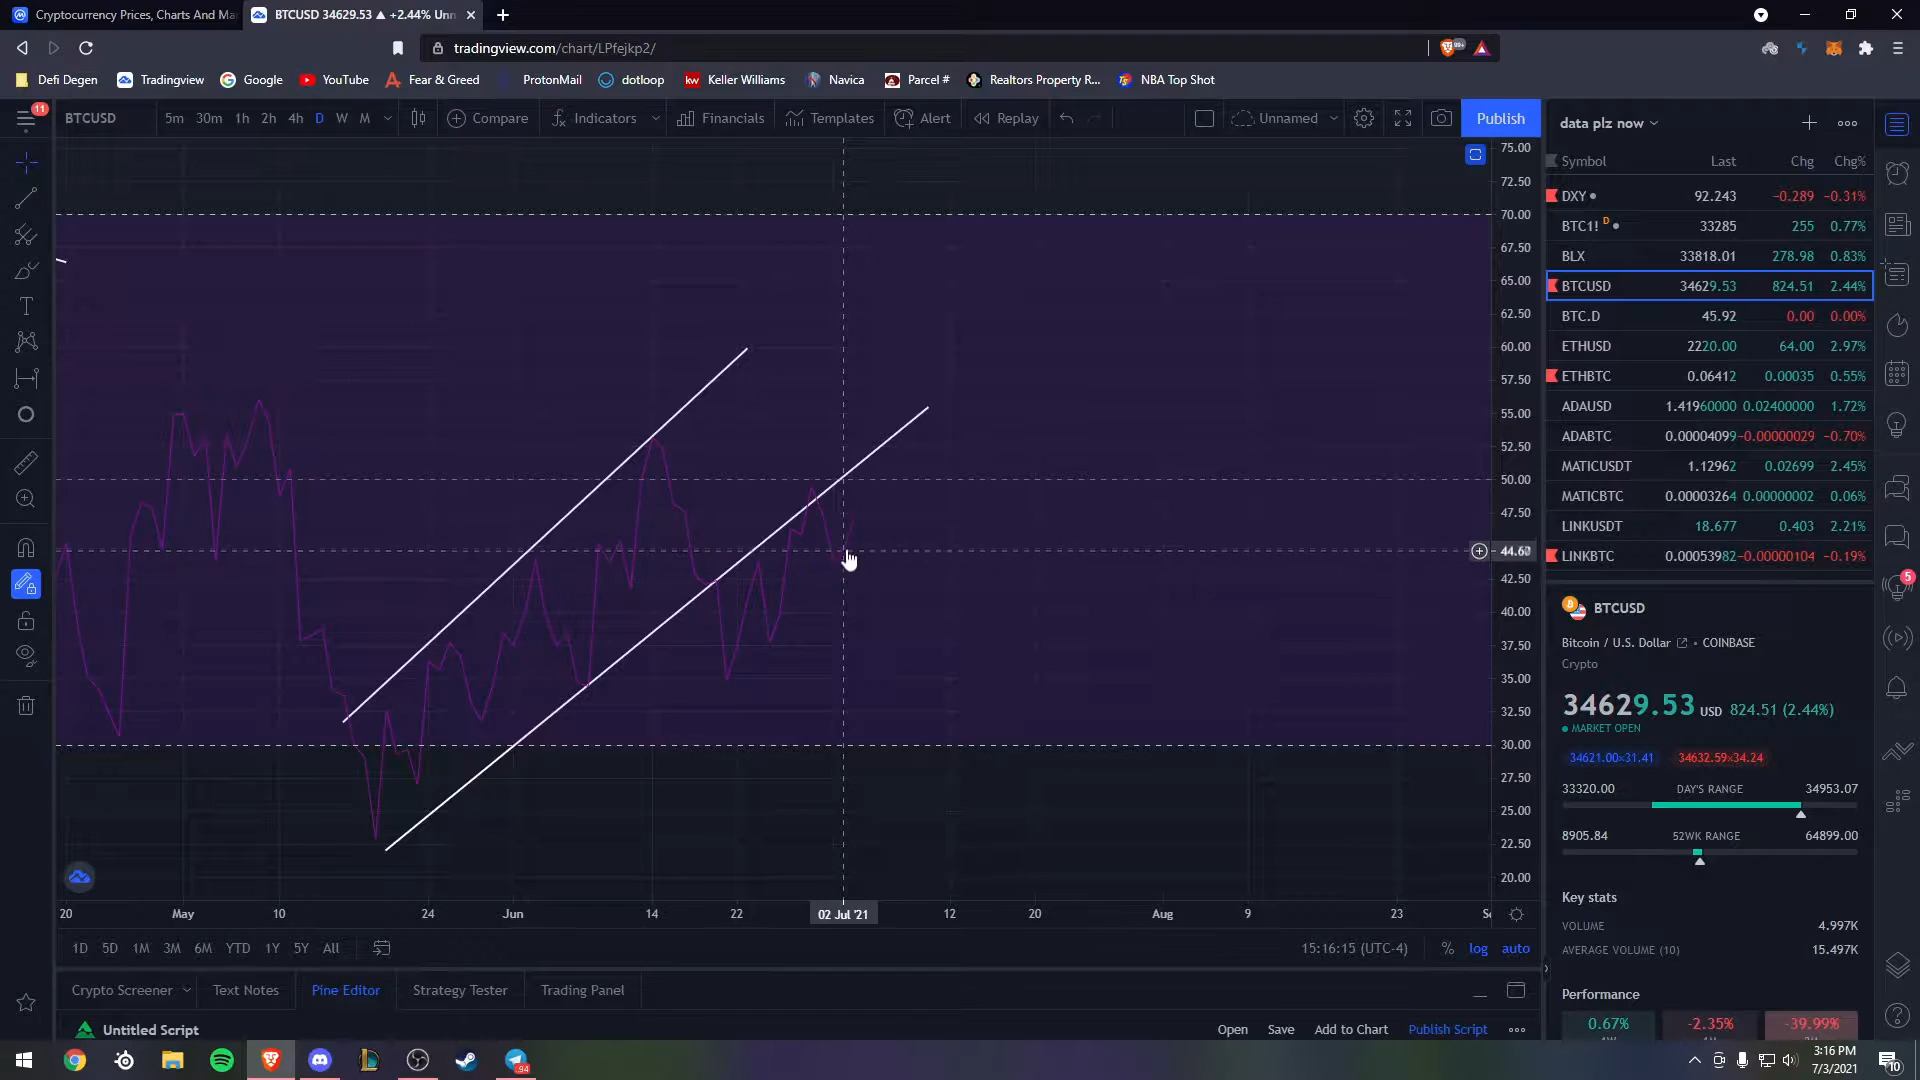 Cryptocurrency Prices, Charts And Ma
BTCUSD 34629.53 ▲ +2.44% Unn
tradingview.com/chart/LPfejkp2/
99+
Defi Degen
Tradingview
Google
YouTube
Fear & Greed
ProtonMail
dotloop
kw Keller Williams
Navica
Parcel #
Realtors Property R...
NBA Top Shot
11
BTCUSD
5m 30m 1h 2h 4h D W M
Compare
Indicators
Financials
Templates
Alert
Replay
Unnamed
Publish
data plz now
Symbol Last Chg Chg%
DXY 92.243 −0.289 −0.31%
BTC1! D 33285 255 0.77%
BLX 33818.01 278.98 0.83%
BTCUSD 34629.53 824.51 2.44%
BTC.D 45.92 0.00 0.00%
ETHUSD 2220.00 64.00 2.97%
ETHBTC 0.06412 0.00035 0.55%
ADAUSD 1.41960000 0.02400000 1.72%
ADABTC 0.00004099 −0.00000029 −0.70%
MATICUSDT 1.12962 0.02699 2.45%
MATICBTC 0.00003264 0.00000002 0.06%
LINKUSDT 18.677 0.403 2.21%
LINKBTC 0.00053982 −0.00000104 −0.19%
75.00
72.50
70.00
67.50
65.00
62.50
60.00
57.50
55.00
52.50
50.00
47.50
44.60
42.50
40.00
37.50
35.00
32.50
30.00
27.50
25.00
22.50
20.00
5
BTCUSD
Bitcoin / U.S. Dollar • COINBASE
Crypto
34629.53 USD 824.51 (2.44%)
MARKET OPEN
34621.00×31.41 34632.59×34.24
33320.00 DAY'S RANGE 34953.07
8905.84 52WK RANGE 64899.00
Key stats
VOLUME 4.997K
AVERAGE VOLUME (10) 15.497K
Performance
0.67% -2.35% -39.99%
20 May 10 24 Jun 14 22 02 Jul '21 12 20 Aug 9 23
1D 5D 1M 3M 6M YTD 1Y 5Y All
15:16:15 (UTC-4) % log auto
Crypto Screener
Text Notes
Pine Editor
Strategy Tester
Trading Panel
Untitled Script
Open Save Add to Chart Publish Script
94
3:16 PM
7/3/2021
10